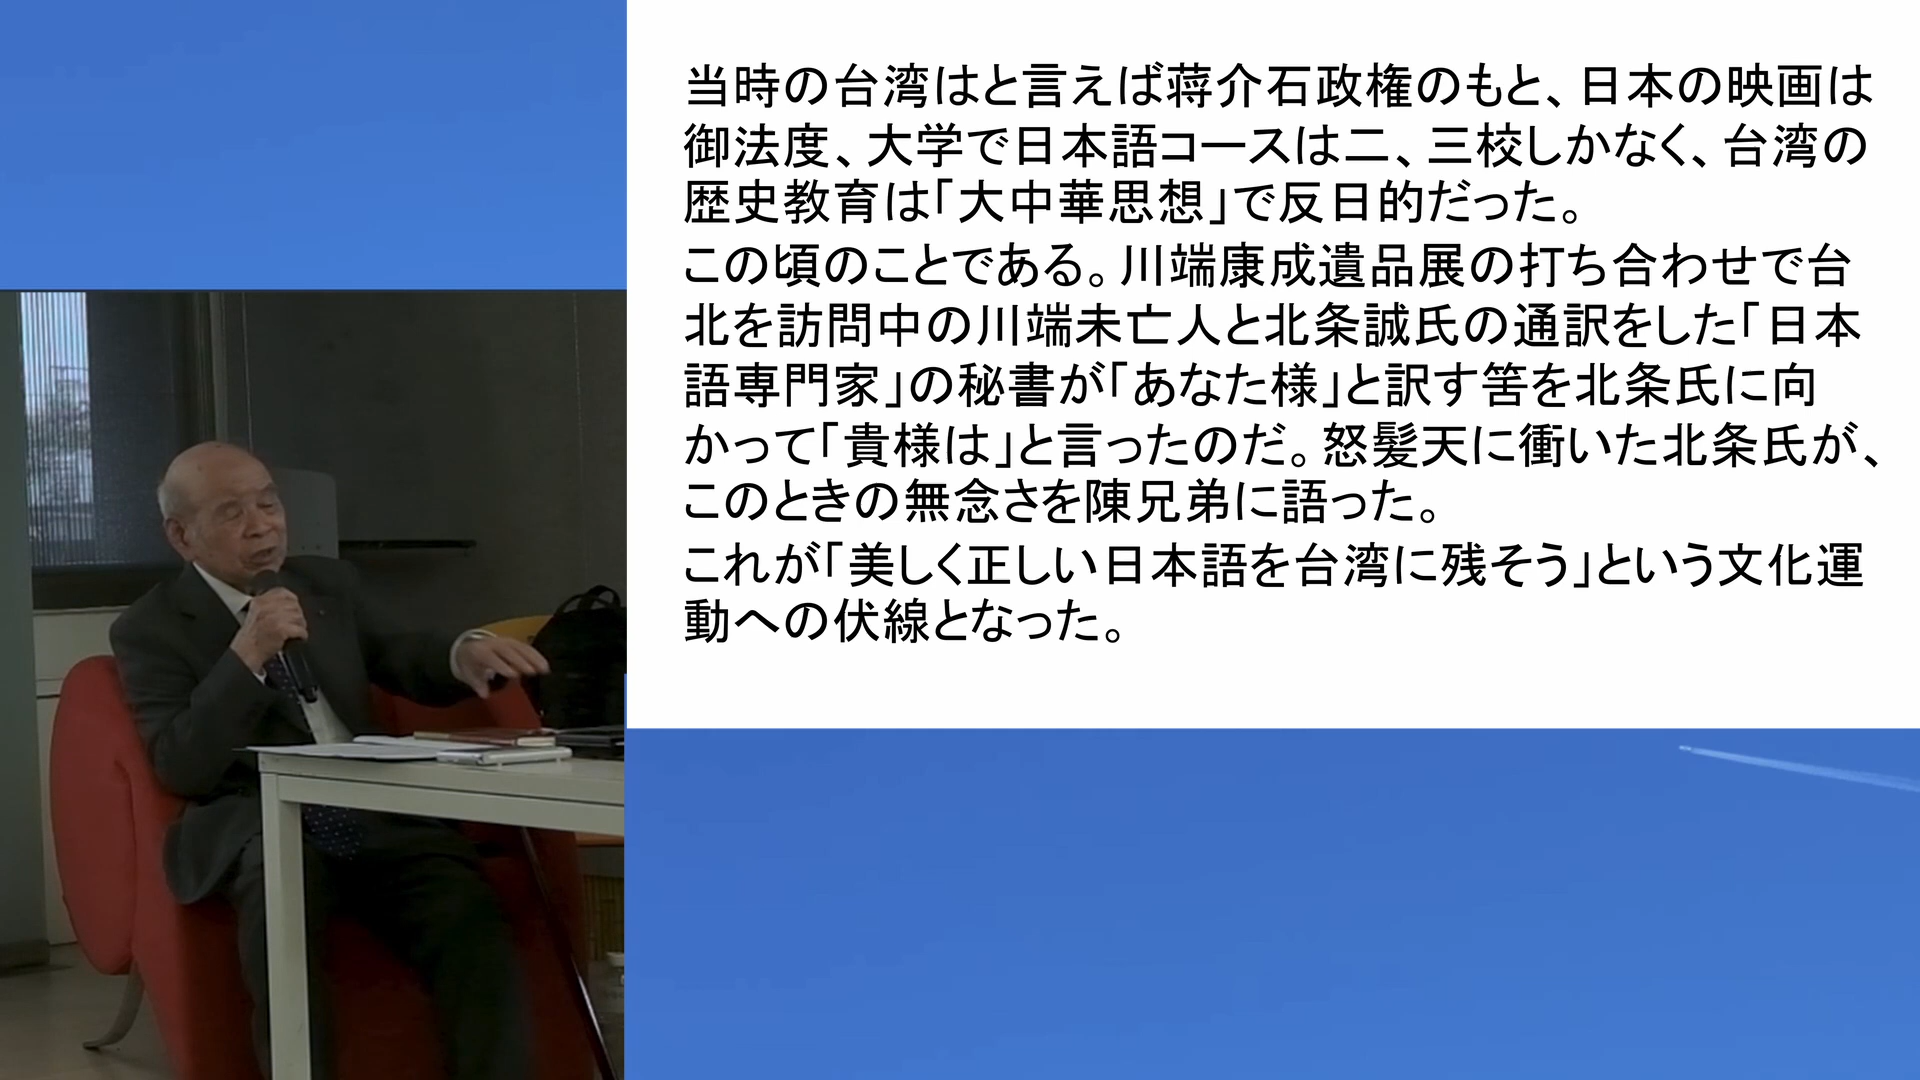 当時の台湾はと言えば蒋介石政権のもと、日本の映画は
御法度、大学で日本語コースは二、三校しかなく、台湾の
歴史教育は「大中華思想」で反日的だった。
この頃のことである。川端康成遺品展の打ち合わせで台
北を訪問中の川端未亡人と北条誠氏の通訳をした「日本
語専門家」の秘書が「あなた様」と訳す筈を北条氏に向
かって「貴様は」と言ったのだ。怒髪天に衝いた北条氏が、
このときの無念さを陳兄弟に語った。
これが「美しく正しい日本語を台湾に残そう」という文化運
動への伏線となった。